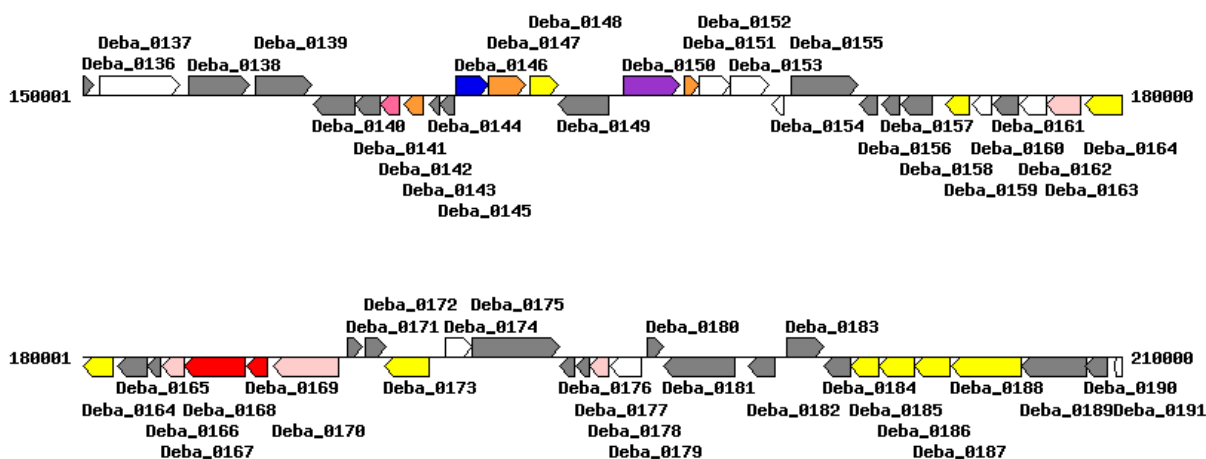 Deba_0148
Deba_0152
Deba_0137 Deba_0139 Deba_0147 Deba_0151 Deba_0155
Deba_0136 Deba_0138 Deba_0146 Deba_0150 Deba_0153
150001 180000
Deba_0140 Deba_0144 Deba_0149 Deba_0154 Deba_0157 Deba_0161 Deba_0164
Deba_0141 Deba_0156 Deba_0160
Deba_0142 Deba_0158 Deba_0162
Deba_0143 Deba_0159 Deba_0163
Deba_0145
Deba_0172 Deba_0175 Deba_0180 Deba_0183
Deba_0171 Deba_0174
180001 210000
Deba_0165 Deba_0169 Deba_0173 Deba_0176 Deba_0181 Deba_0184 Deba_0188 Deba_0190
Deba_0164 Deba_0168 Deba_0170 Deba_0177 Deba_0182 Deba_0185 Deba_0189 Deba_0191
Deba_0166 Deba_0178 Deba_0186
Deba_0167 Deba_0179 Deba_0187